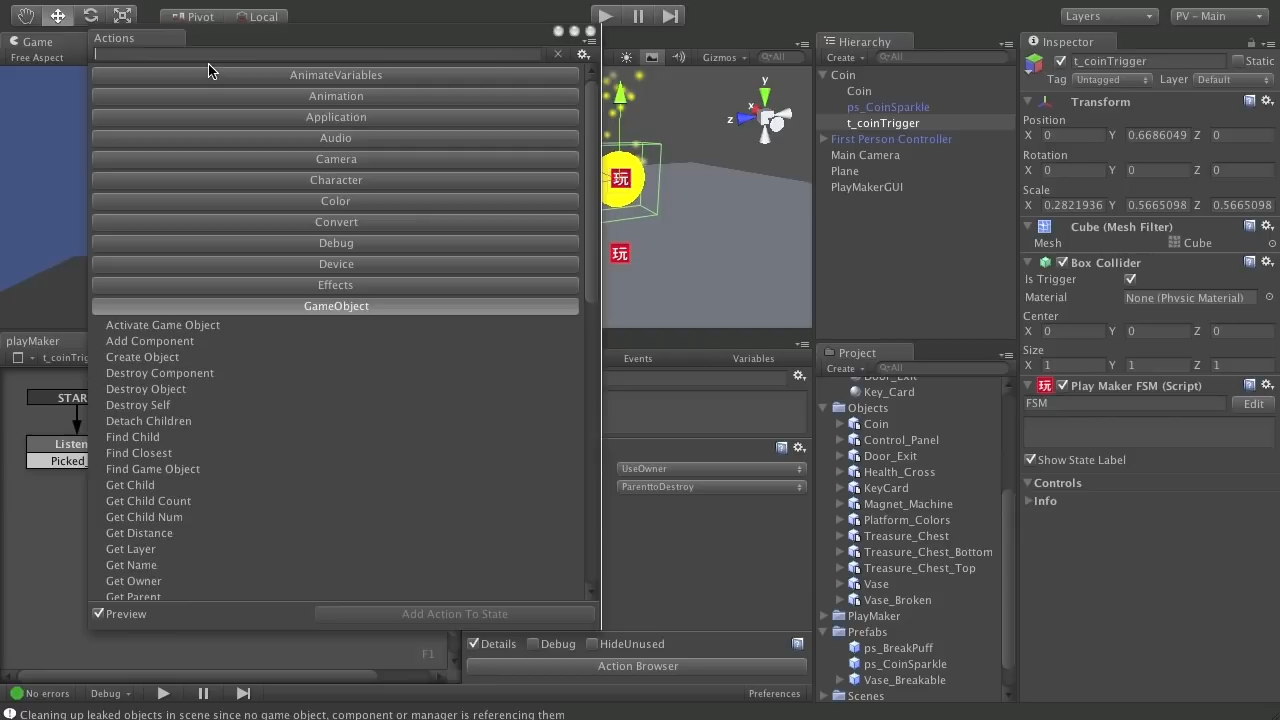 Pivot
Local
Layers
PV - Main
Game
Free Aspect
Actions
Gizmos
All
AnimateVariables
Animation
Application
Audio
Camera
Character
Color
Convert
Debug
Device
Effects
GameObject
Activate Game Object
Add Component
Create Object
Destroy Component
Destroy Object
Destroy Self
Detach Children
Find Child
Find Closest
Find Game Object
Get Child
Get Child Count
Get Child Num
Get Distance
Get Layer
Get Name
Get Owner
Get Parent
Preview
Add Action To State
y
x
z
玩
玩
playMaker
t_coinTrig
STAR
Listen
Picked_
F1
Events
Variables
UseOwner
ParenttoDestroy
Details
Debug
HideUnused
Action Browser
No errors
Debug
Preferences
Cleaning up leaked objects in scene since no game object, component or manager is referencing them
Hierarchy
Create
All
Coin
Coin
ps_CoinSparkle
t_coinTrigger
First Person Controller
Main Camera
Plane
PlayMakerGUI
Project
Create
All
Door_Exit
Key_Card
Objects
Coin
Control_Panel
Door_Exit
Health_Cross
KeyCard
Magnet_Machine
Platform_Colors
Treasure_Chest
Treasure_Chest_Bottom
Treasure_Chest_Top
Vase
Vase_Broken
PlayMaker
Prefabs
ps_BreakPuff
ps_CoinSparkle
Vase_Breakable
Scenes
Inspector
t_coinTrigger
Static
Tag Untagged
Layer Default
Transform
Position
X 0 Y 0.6686049 Z 0
Rotation
X 0 Y 0 Z 0
Scale
X 0.2821936 Y 0.5665098 Z 0.5665098
Cube (Mesh Filter)
Mesh Cube
Box Collider
Is Trigger
Material None (Physic Material)
Center
X 0 Y 0 Z 0
Size
X 1 Y 1 Z 1
玩 Play Maker FSM (Script)
FSM Edit
Show State Label
Controls
Info